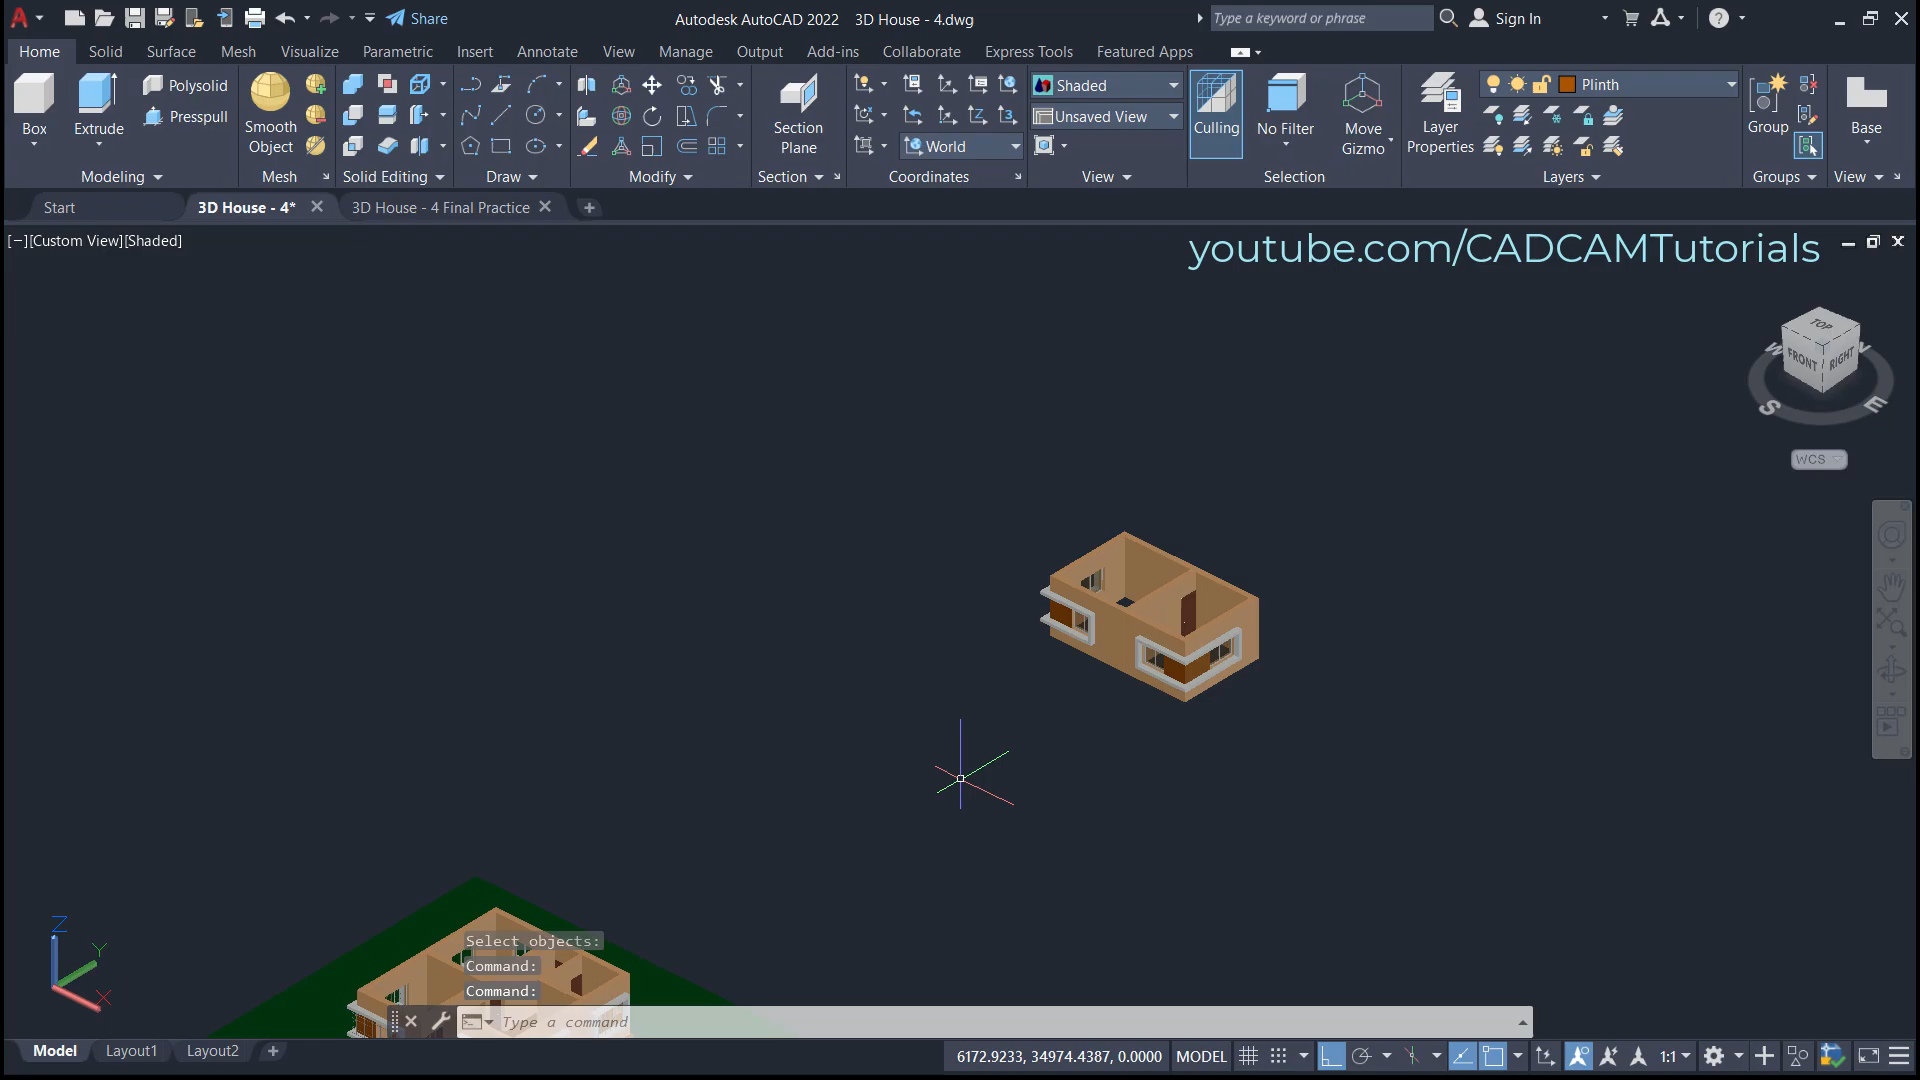 Share
Autodesk AutoCAD 2022 3D House - 4.dwg
Type a keyword or phrase
Sign In
Home Solid Surface Mesh Visualize Parametric Insert Annotate View Manage Output Add-ins Collaborate Express Tools Featured Apps
Box
Extrude
Polysolid
Presspull
Smooth
Object
Section
Plane
World
Shaded
Unsaved View
Culling
No Filter
Move
Gizmo
Layer
Properties
Plinth
Group
Base
Modeling Mesh Solid Editing Draw Modify Section Coordinates View Selection Layers Groups View
Start 3D House - 4* 3D House - 4 Final Practice
[−][Custom View][Shaded]
youtube.com/CADCAMTutorials
TOP
FRONT
RIGHT
W
S
E
WCS
Z
Y
X
Select objects:
Command:
Command:
Type a command
Model Layout1 Layout2
6172.9233, 34974.4387, 0.0000 MODEL 1:1